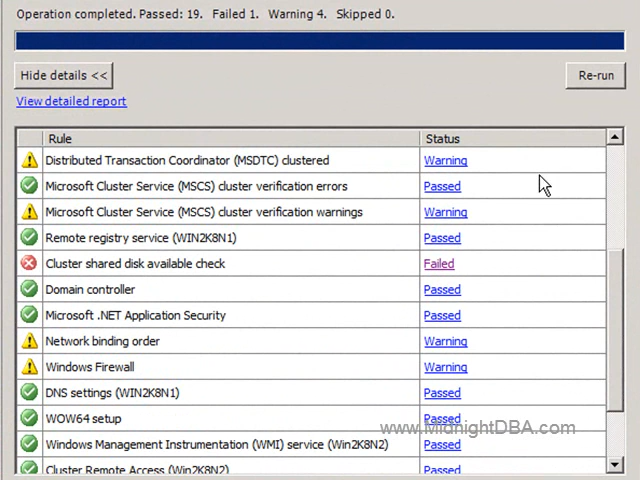 Operation completed. Passed: 19. Failed 1. Warning 4. Skipped 0.
Hide details << Re-run
View detailed report
Rule Status
Distributed Transaction Coordinator (MSDTC) clustered Warning
Microsoft Cluster Service (MSCS) cluster verification errors Passed
Microsoft Cluster Service (MSCS) cluster verification warnings Warning
Remote registry service (WIN2K8N1) Passed
Cluster shared disk available check Failed
Domain controller Passed
Microsoft .NET Application Security Passed
Network binding order Warning
Windows Firewall Warning
DNS settings (WIN2K8N1) Passed
WOW64 setup Passed
www.MidnightDBA.com
Windows Management Instrumentation (WMI) service (Win2K8N2) Passed
Cluster Remote Access (Win2K8N2) Passed